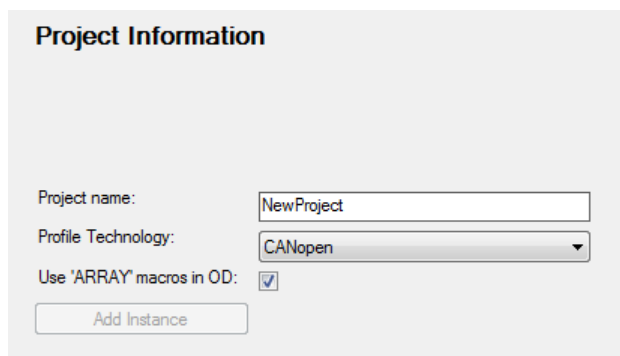 Project Information
Project name: NewProject
Profile Technology: CANopen
Use 'ARRAY' macros in OD:
Add Instance